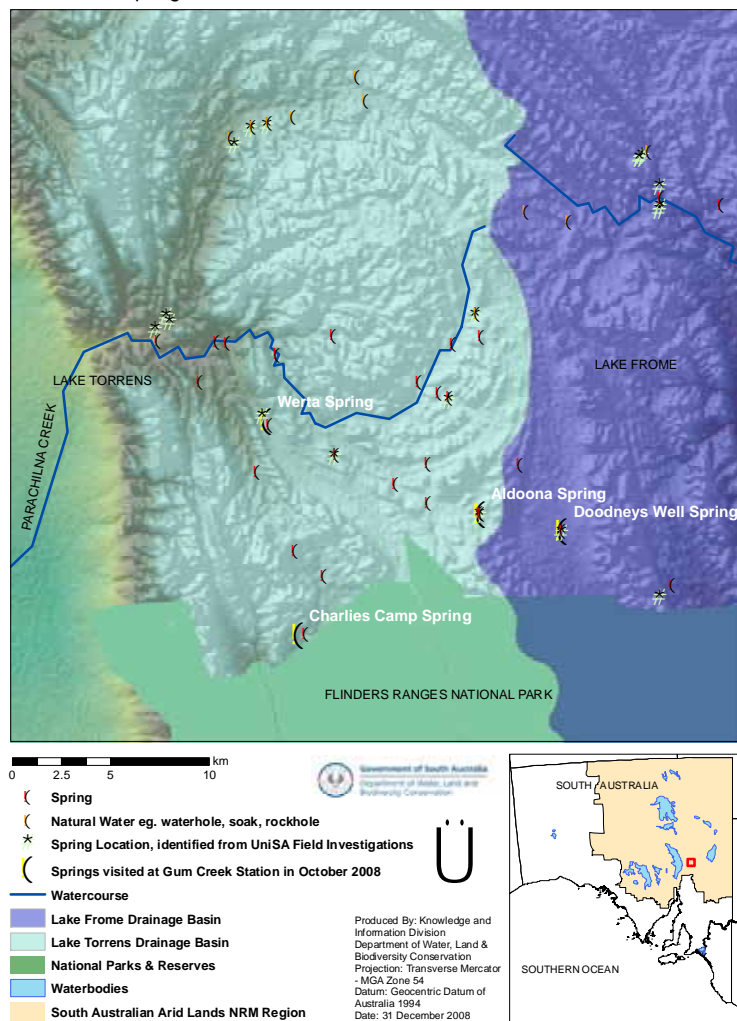 LAKE FROME
LAKE TORRENS
Werta Spring
PARACHILNA CREEK
Aldoona Spring
Doodneys Well Spring
Charlies Camp Spring
FLINDERS RANGES NATIONAL PARK
km
0 2.5 5 10
Spring
Natural Water eg. waterhole, soak, rockhole
Spring Location, identified from UniSA Field Investigations
Springs visited at Gum Creek Station in October 2008
Watercourse
Lake Frome Drainage Basin
Lake Torrens Drainage Basin
National Parks & Reserves
Waterbodies
South Australian Arid Lands NRM Region
Government of South Australia
Department of Water, Land and
Biodiversity Conservation
Ü
Produced By: Knowledge and
Information Division
Department of Water, Land &
Biodiversity Conservation
Projection: Transverse Mercator
- MGA Zone 54
Datum: Geocentric Datum of
Australia 1994
Date: 31 December 2008
SOUTH AUSTRALIA
SOUTHERN OCEAN